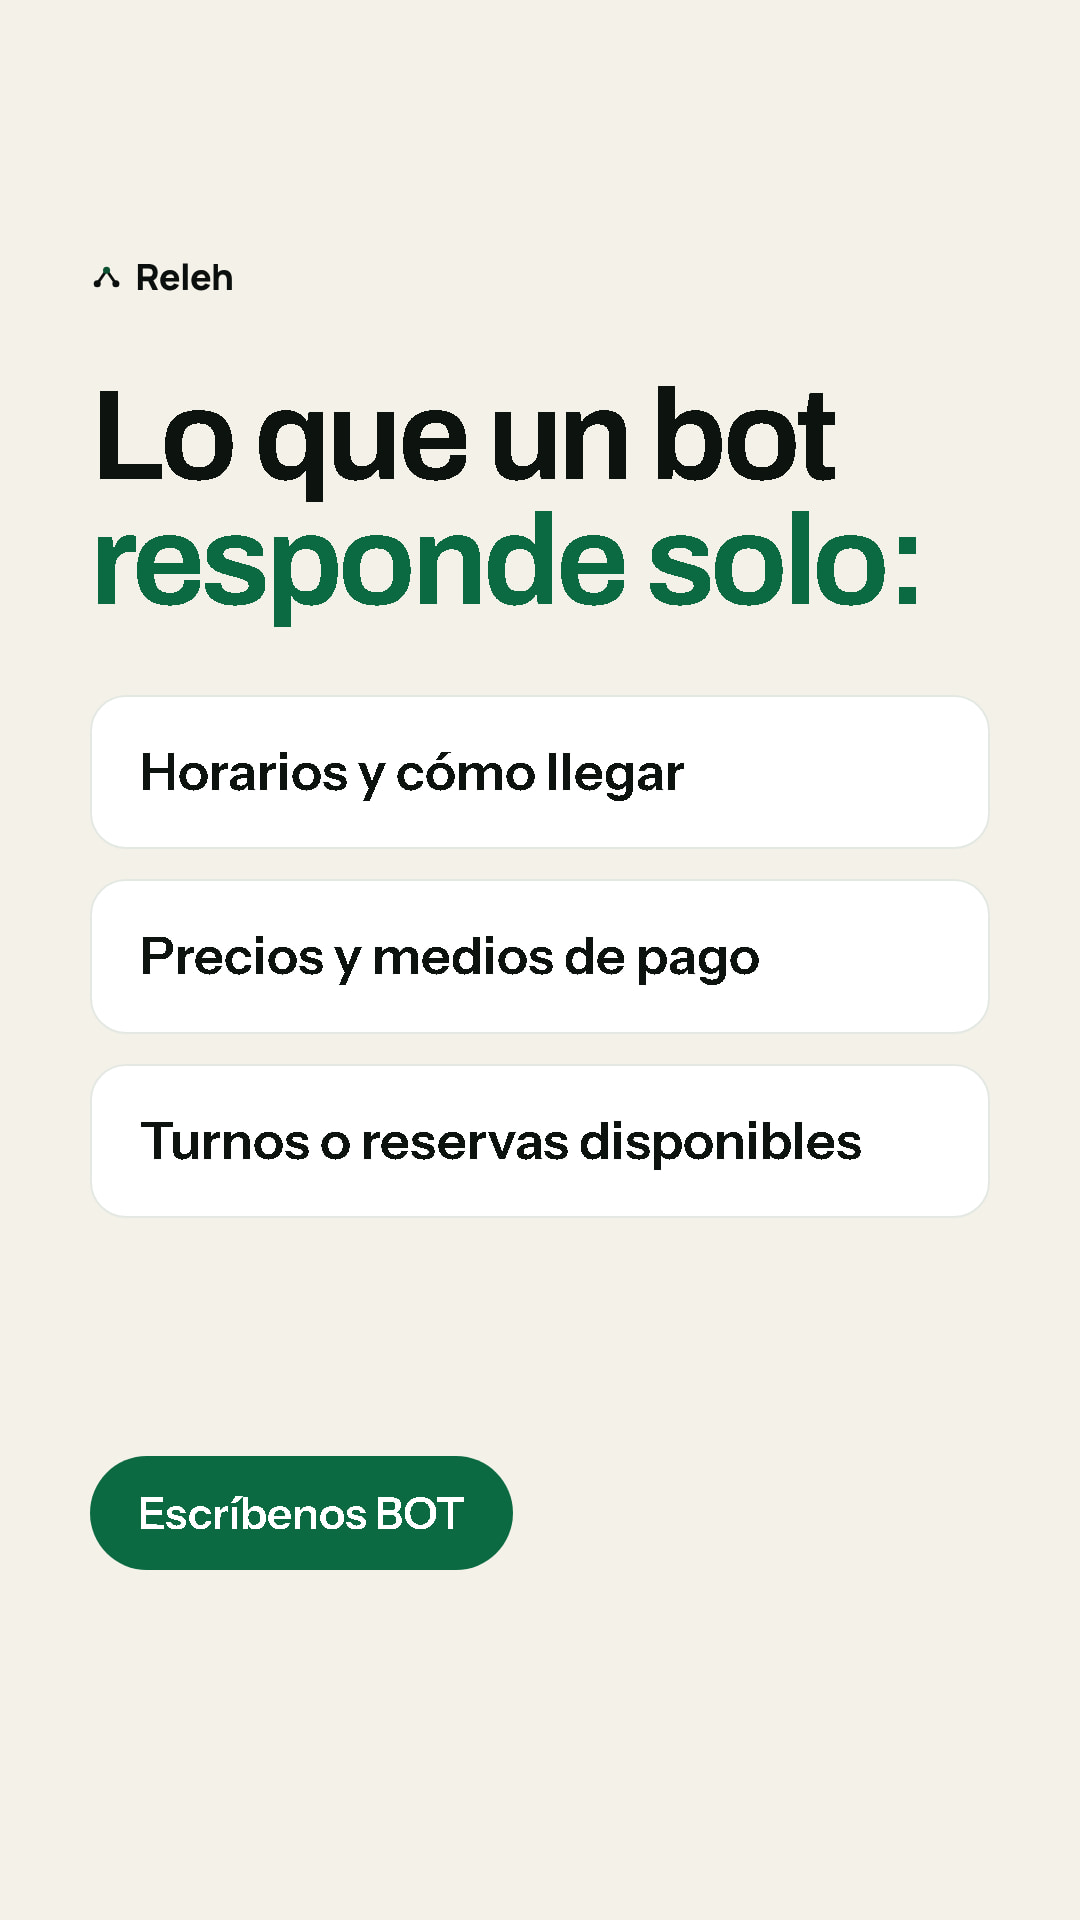 Releh
Lo que un bot
responde solo:
Horarios y cómo llegar
Precios y medios de pago
Turnos o reservas disponibles
Escríbenos BOT